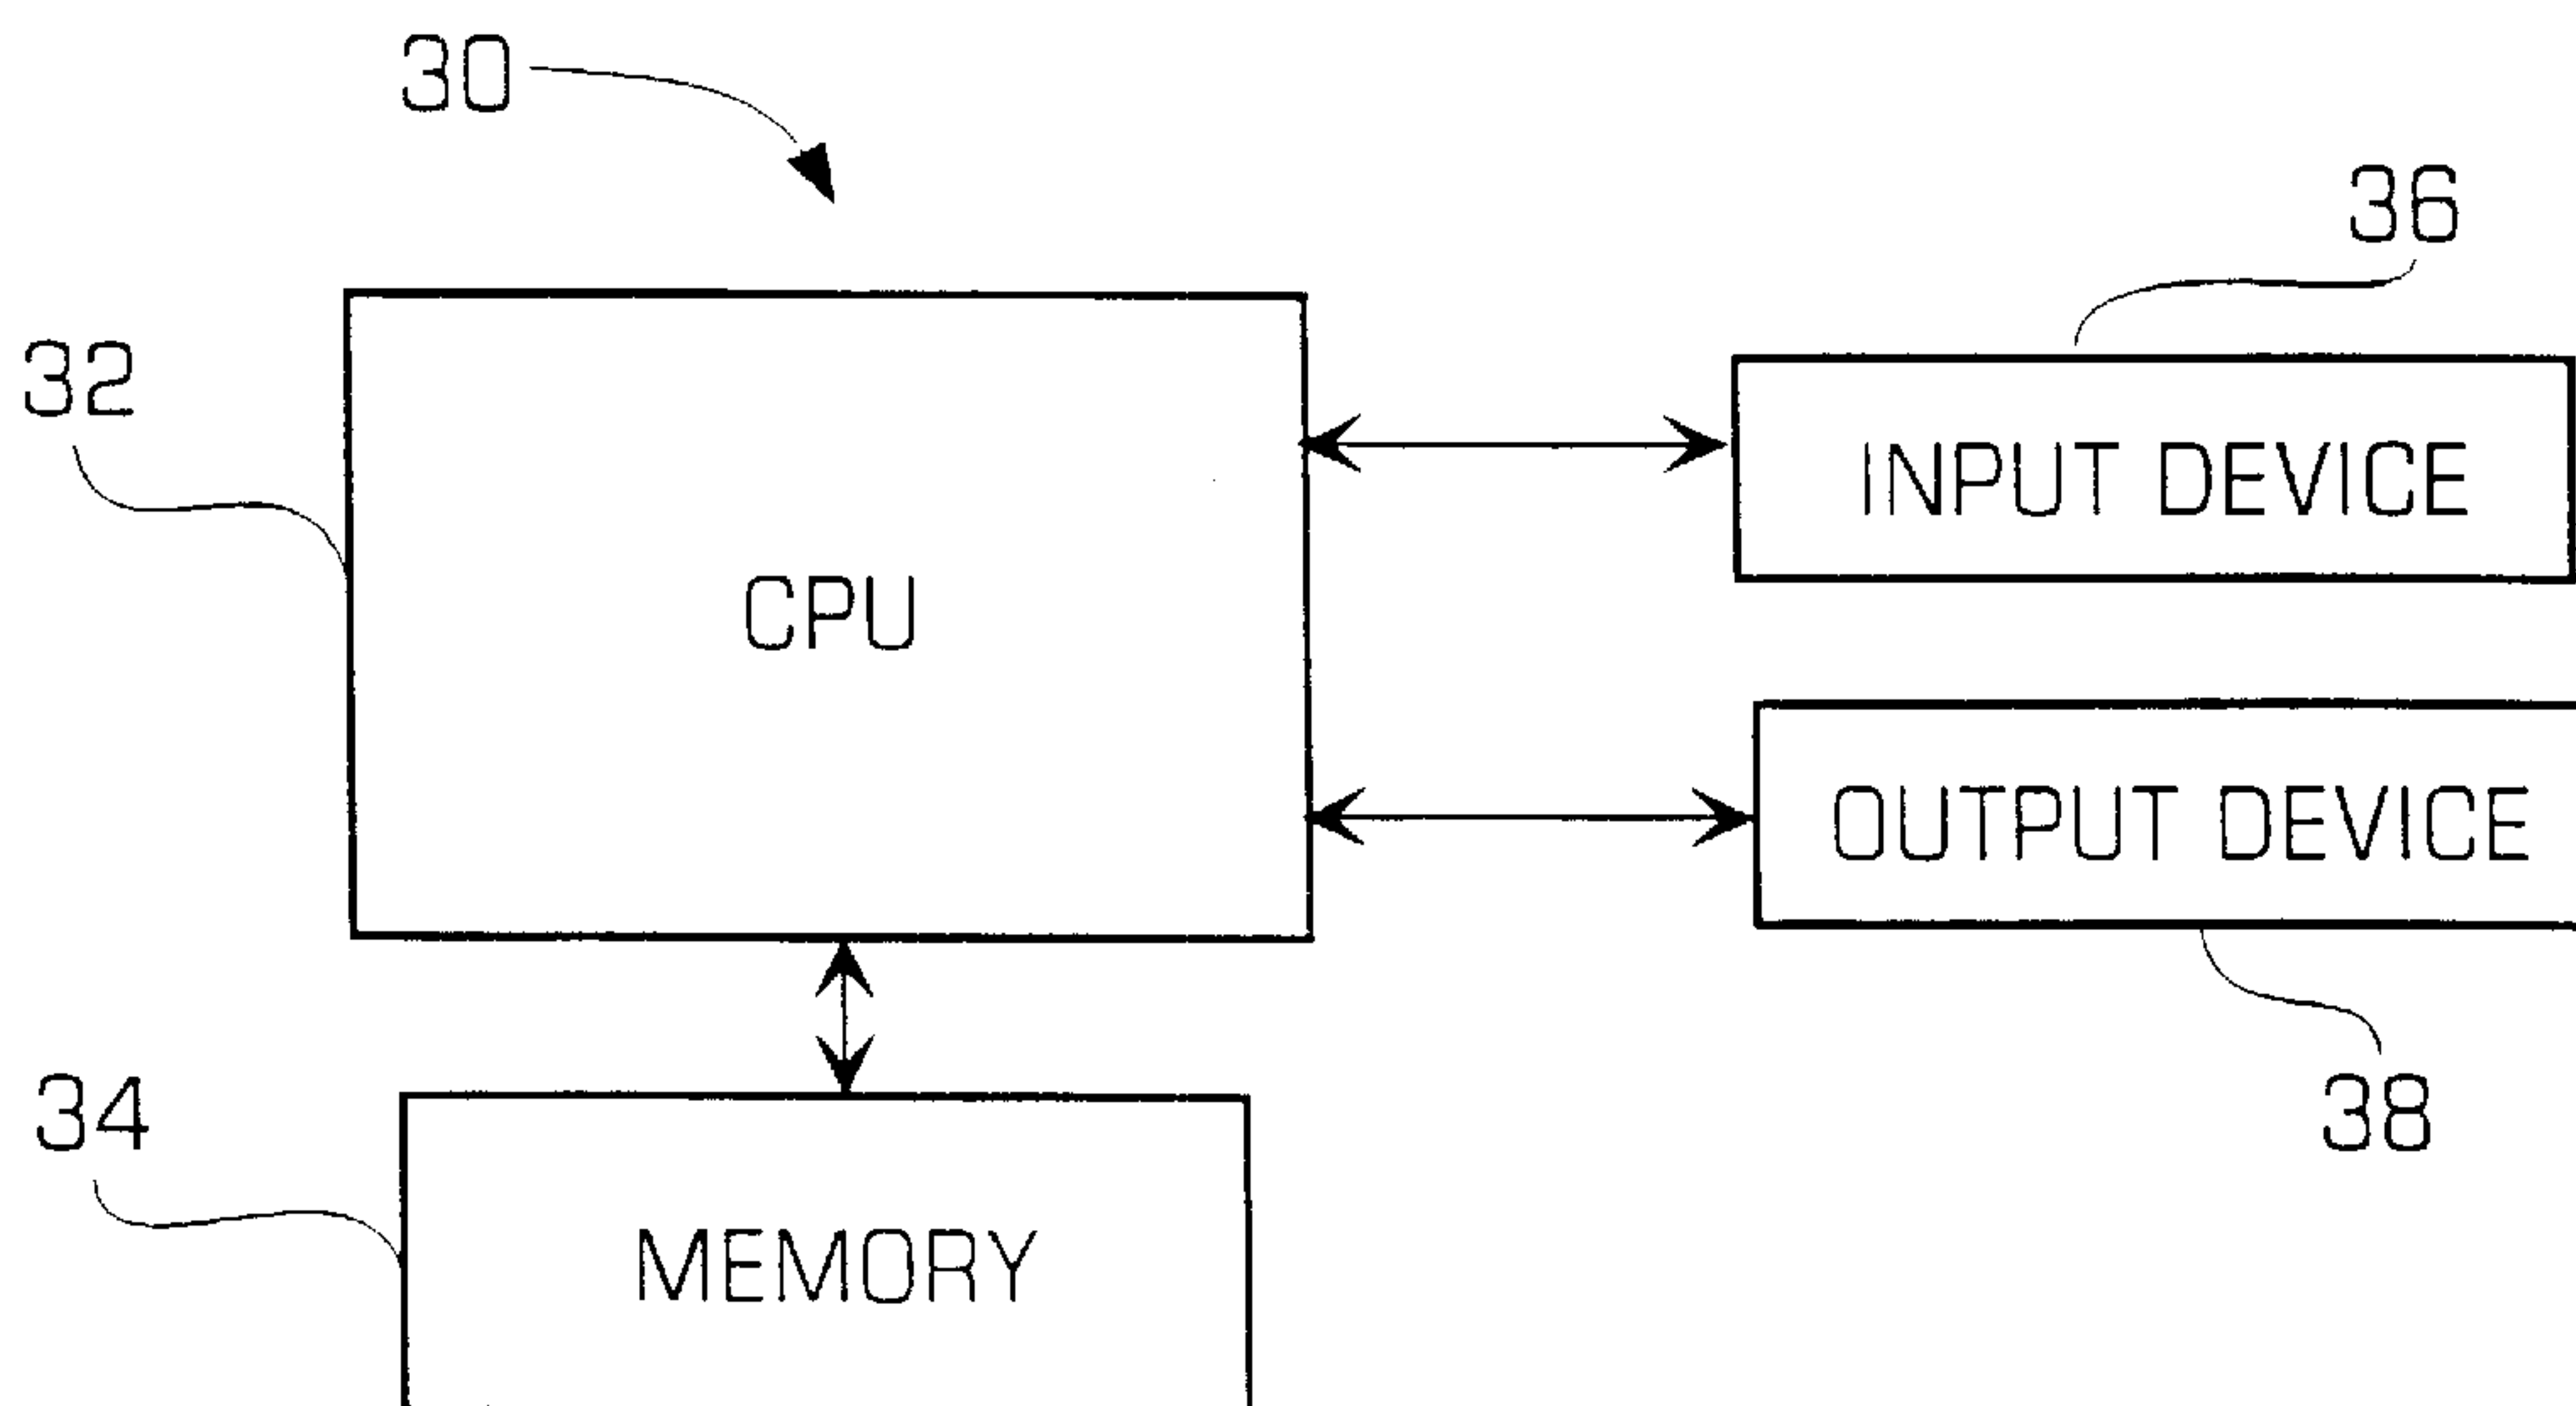 30
36
32
INPUT DEVICE
CPU
OUTPUT DEVICE
34
38
MEMORY